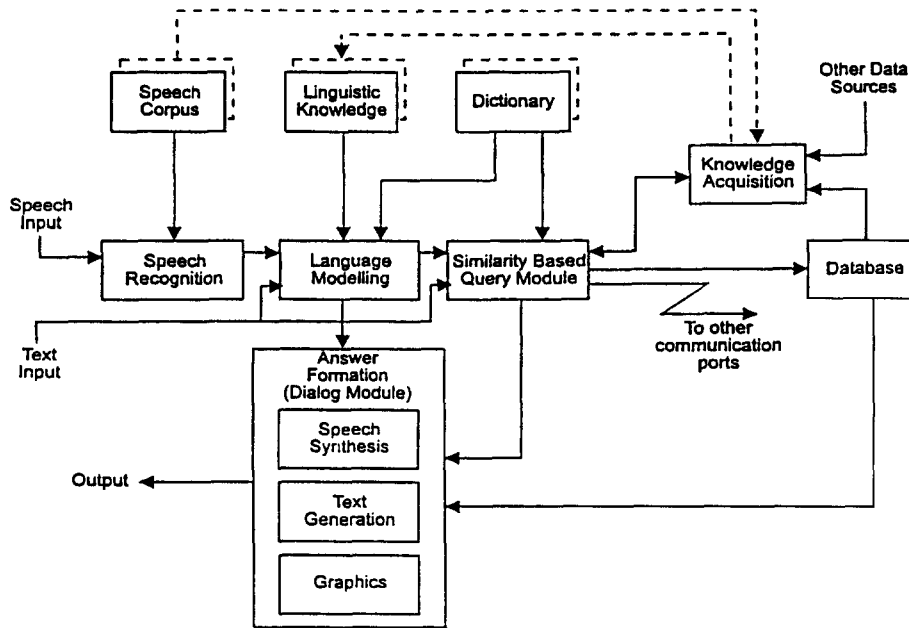 Speech
Corpus
Linguistic
Knowledge
Dictionary
Other Data
Sources
Knowledge
Acquisition
Speech
Input
Speech
Recognition
Language
Modelling
Similarity Based
Query Module
Database
Text
Input
To other
communication
ports
Answer
Formation
(Dialog Module)
Speech
Synthesis
Output
Text
Generation
Graphics